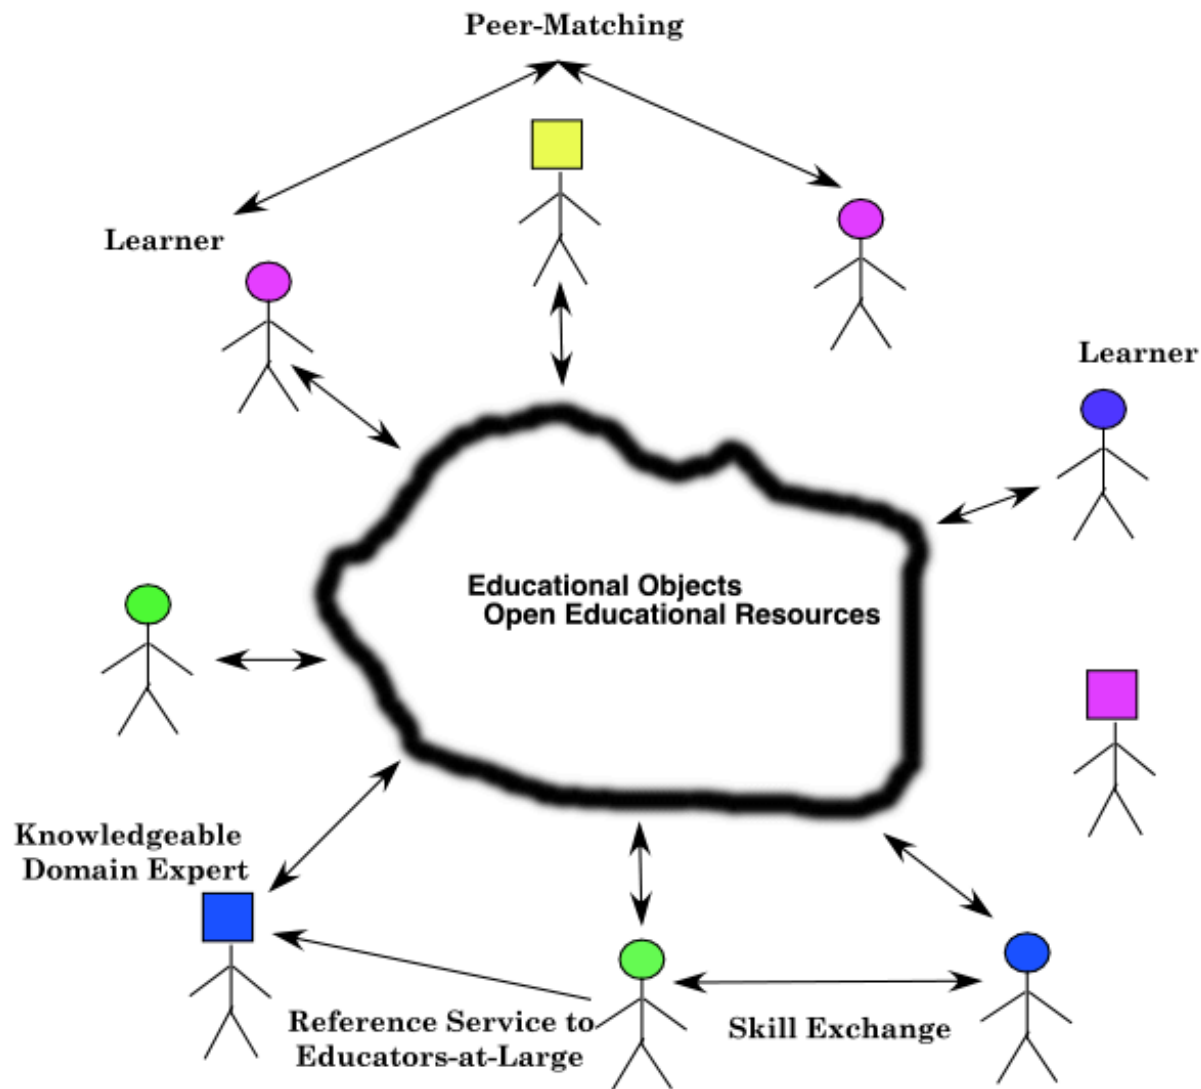 Peer-Matching
Learner
Learner
Educational Objects
Open Educational Resources
Knowledgeable
Domain Expert
Reference Service to
Educators-at-Large
Skill Exchange